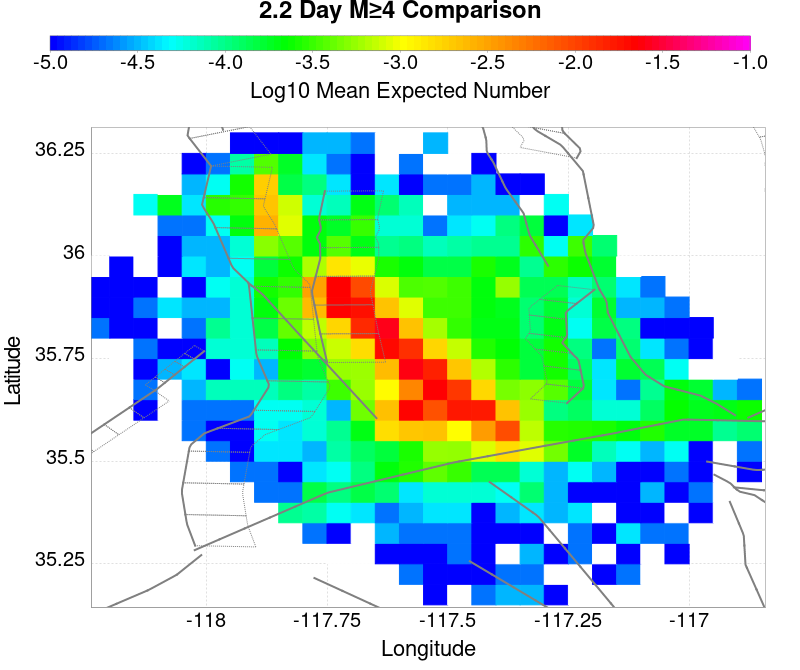 2.2 Day M≥4 Comparison
-5.0 -4.5 -4.0 -3.5 -3.0 -2.5 -2.0 -1.5 -1.0
Log10 Mean Expected Number
36.25
36
35.75
35.5
35.25
Latitude
-118 -117.75 -117.5 -117.25 -117
Longitude